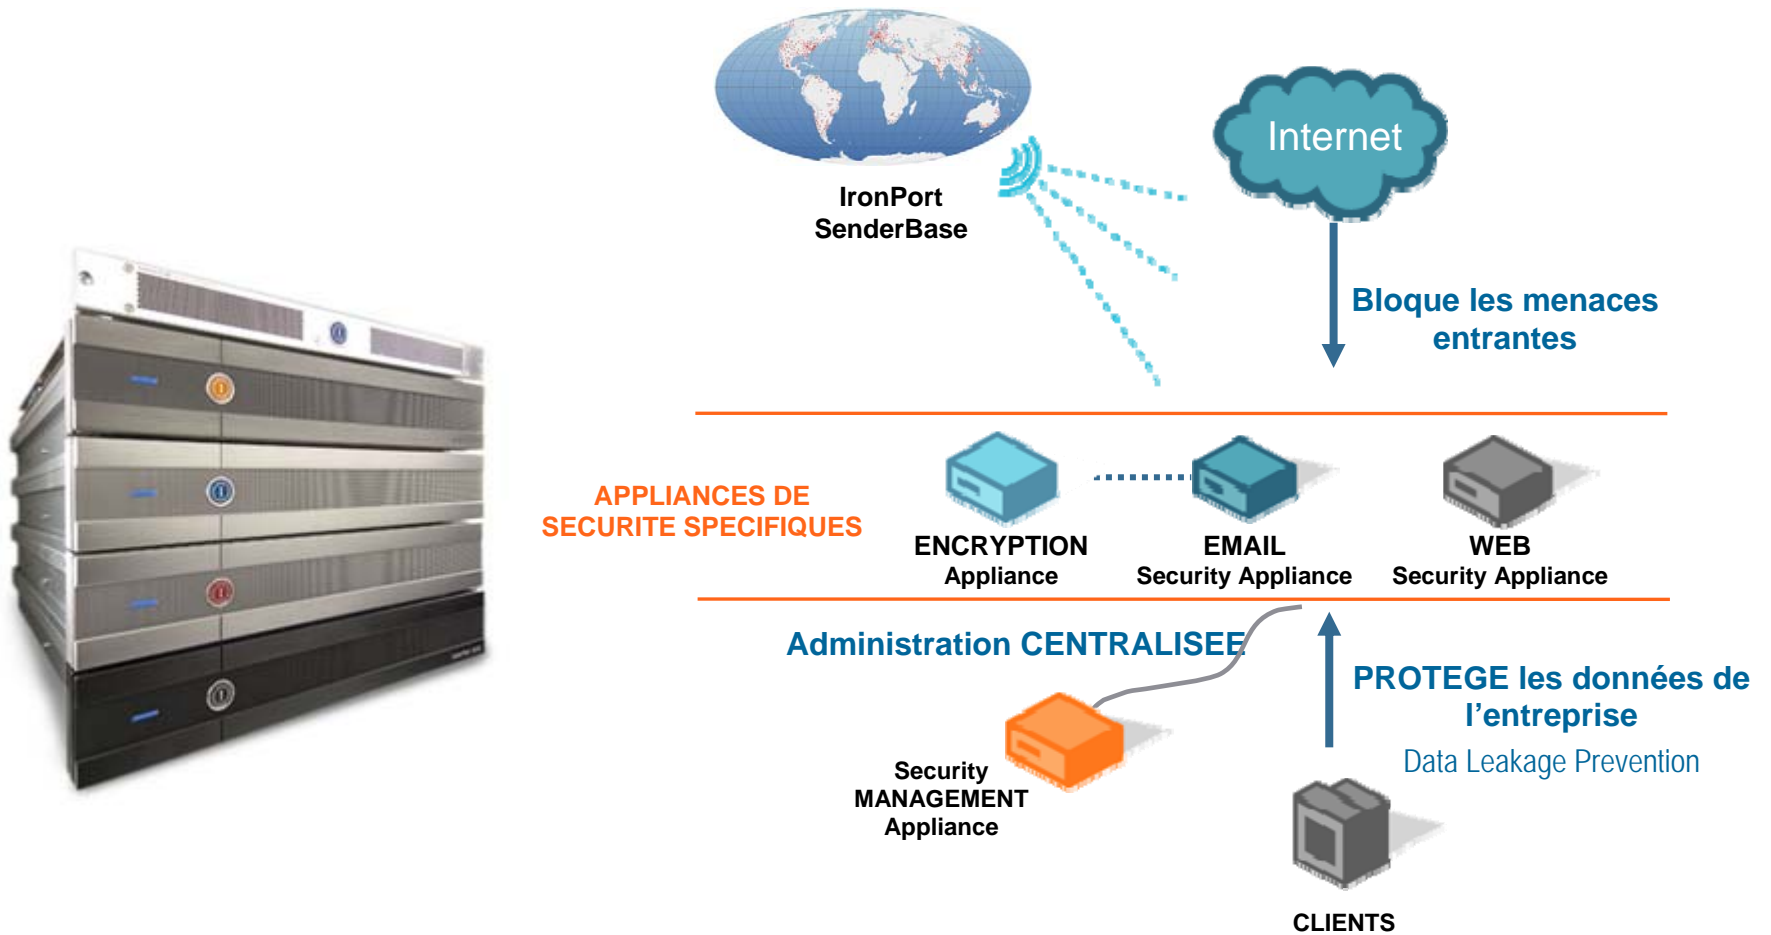 Internet
IronPort
SenderBase
Bloque les menaces
entrantes
APPLIANCES DE
SECURITE SPECIFIQUES
ENCRYPTION
Appliance
EMAIL
Security Appliance
WEB
Security Appliance
Administration CENTRALISEE
PROTEGE les données de
l’entreprise
Data Leakage Prevention
Security
MANAGEMENT
Appliance
CLIENTS